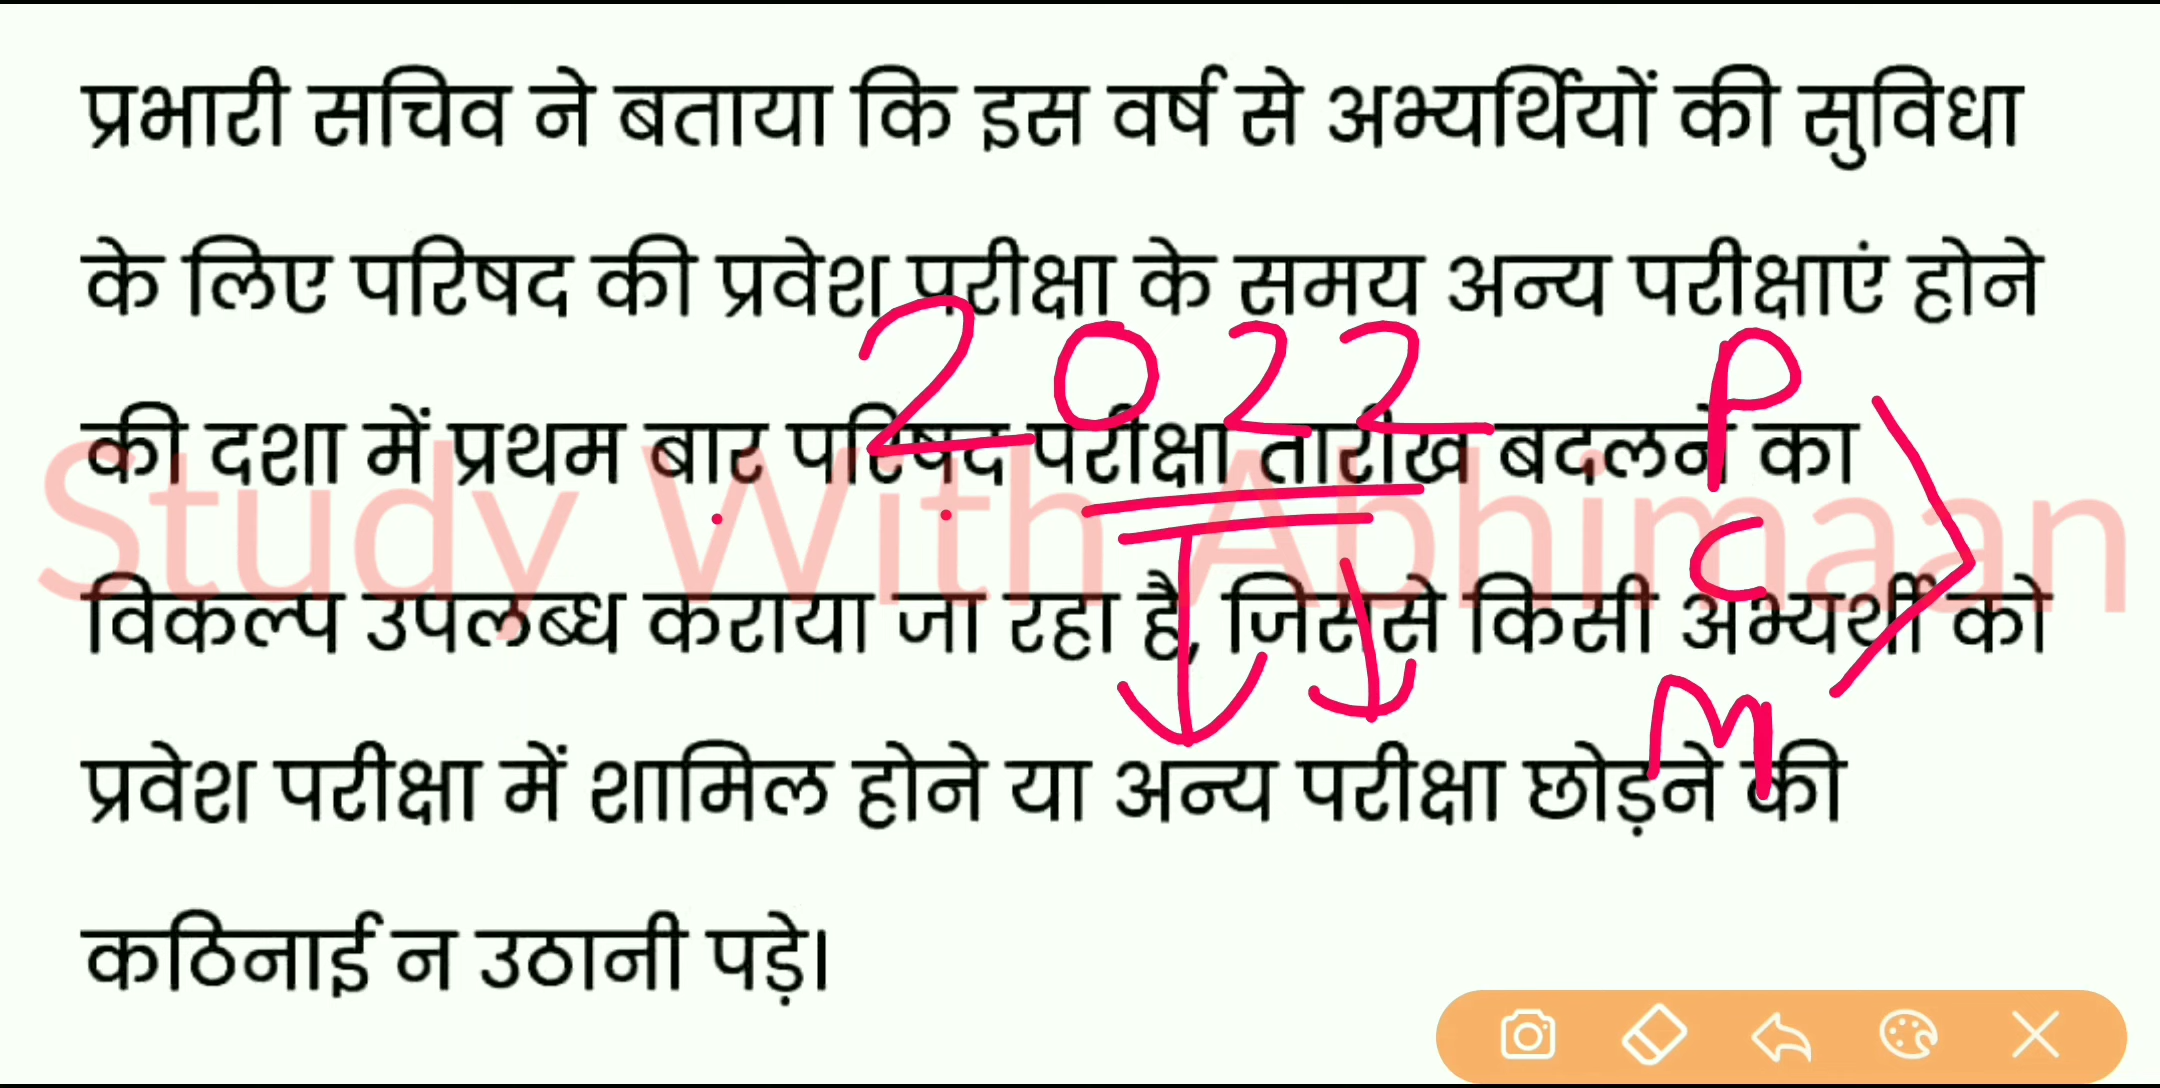 प्रभारी सचिव ने बताया कि इस वर्ष से अभ्यर्थियों की सुविधा
के लिए परिषद की प्रवेश परीक्षा के समय अन्य परीक्षाएं होने
2022 P
की दशा में प्रथम बार परिषद परीक्षा तारीख बदलने का
Study With Abhimaan
C
विकल्प उपलब्ध कराया जा रहा है, जिससे किसी अभ्यर्थी को
M
प्रवेश परीक्षा में शामिल होने या अन्य परीक्षा छोड़ने की
कठिनाई न उठानी पड़े।